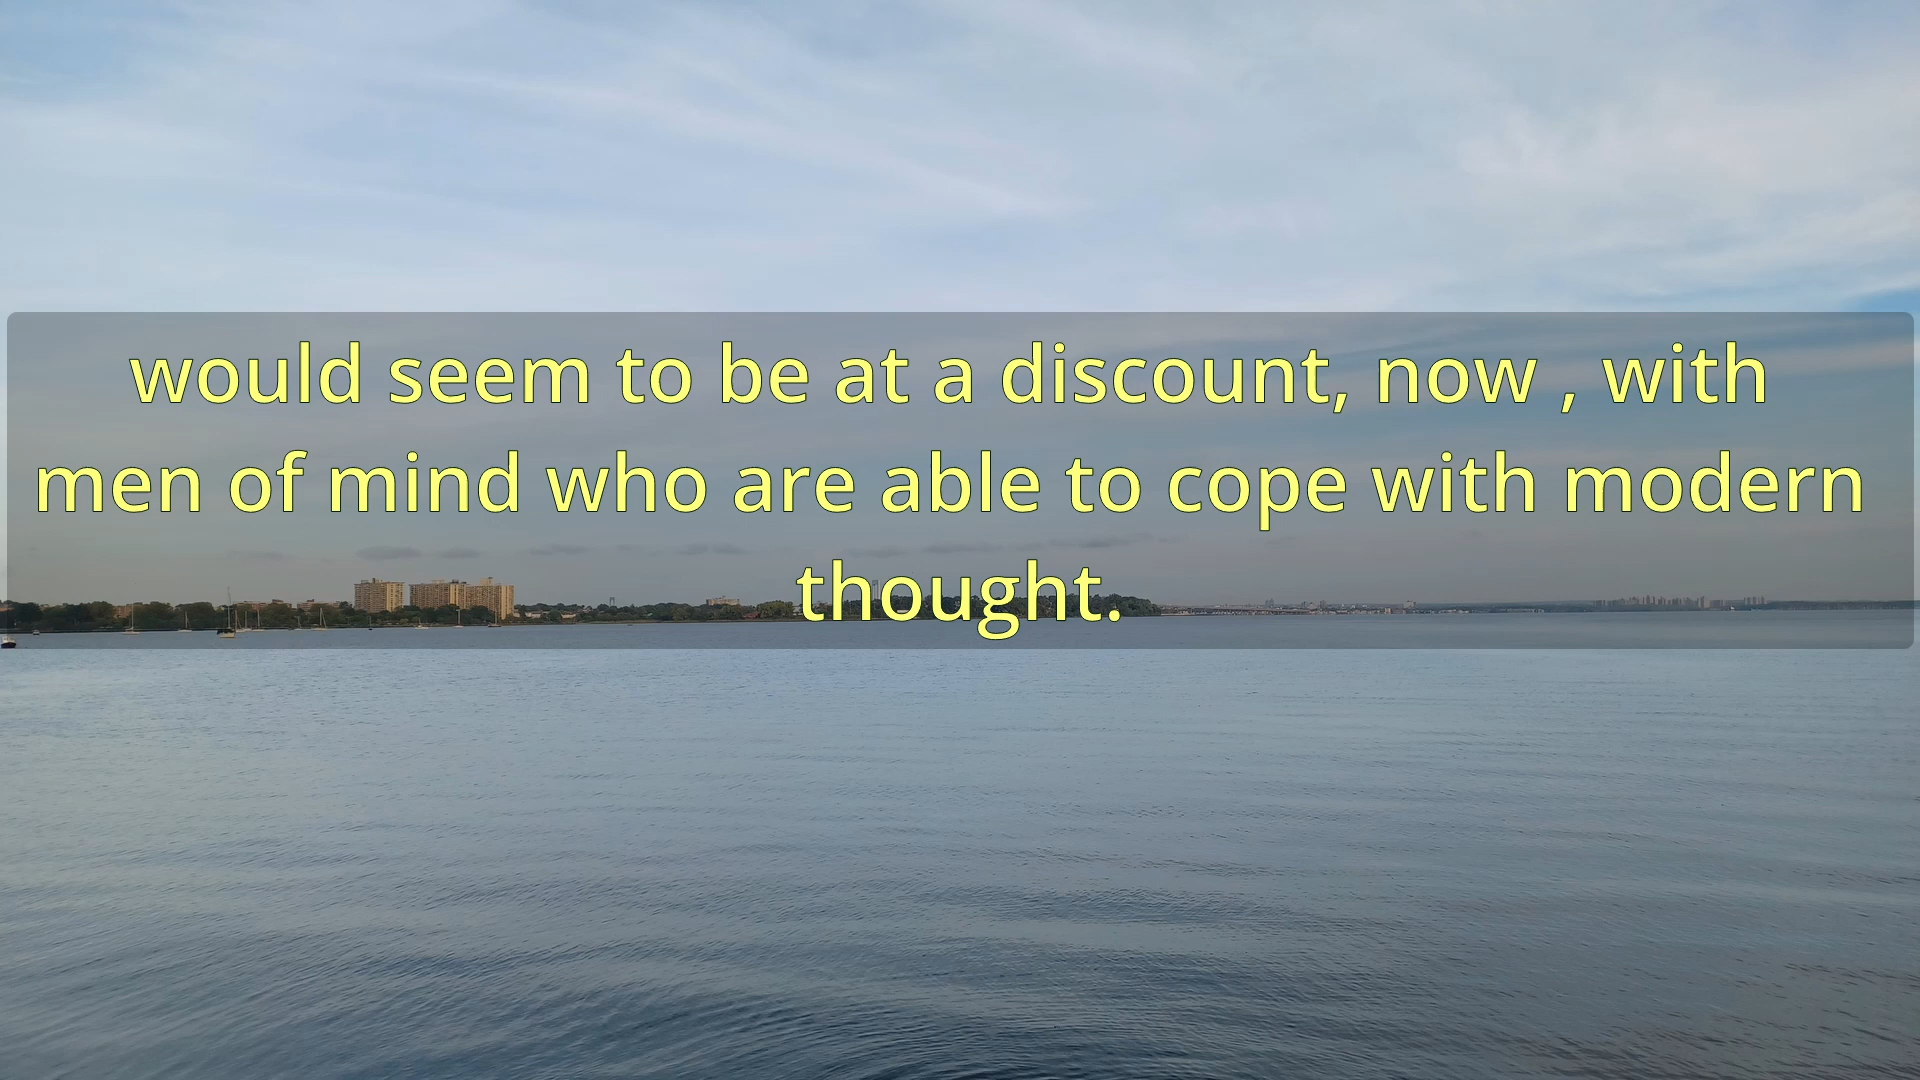 would seem to be at a discount, now , with
men of mind who are able to cope with modern
thought.